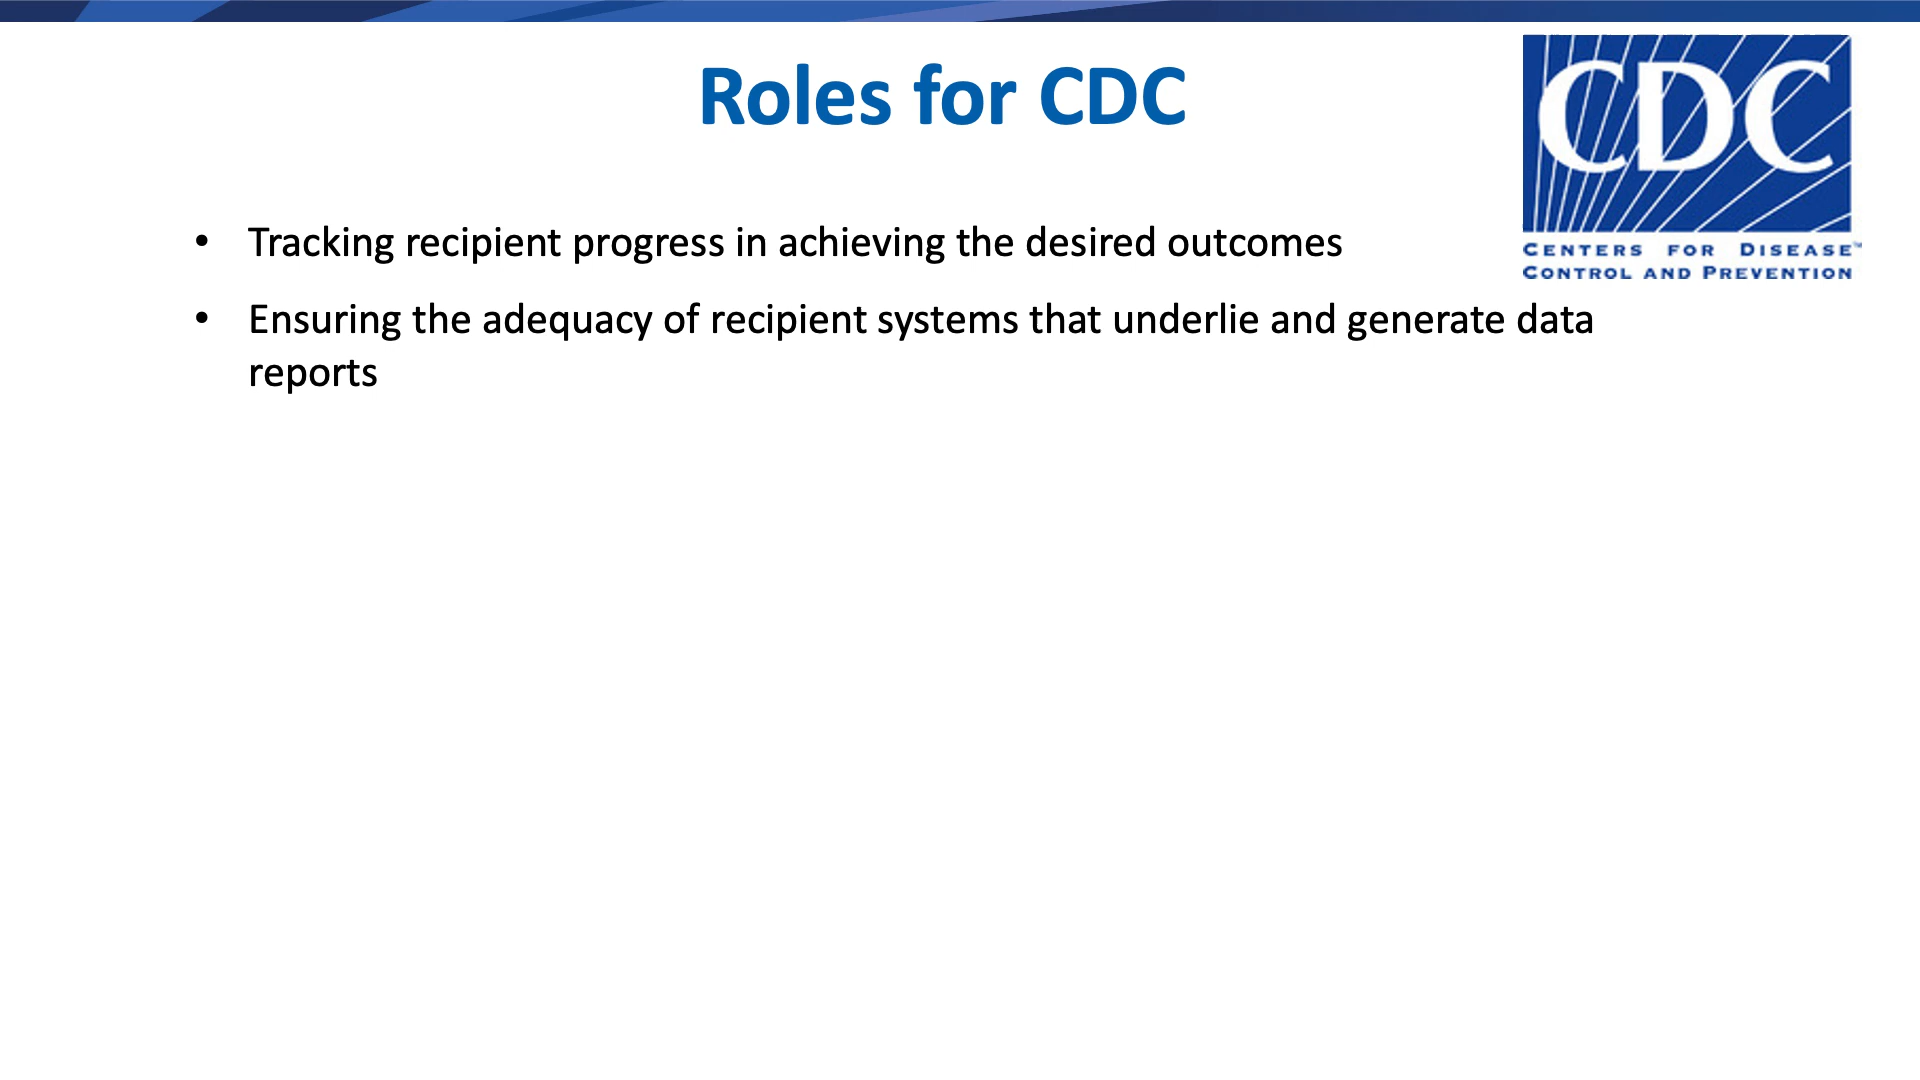 Roles for CDC
CDC
CENTERS FOR DISEASE™
CONTROL AND PREVENTION
• Tracking recipient progress in achieving the desired outcomes
• Ensuring the adequacy of recipient systems that underlie and generate data
reports